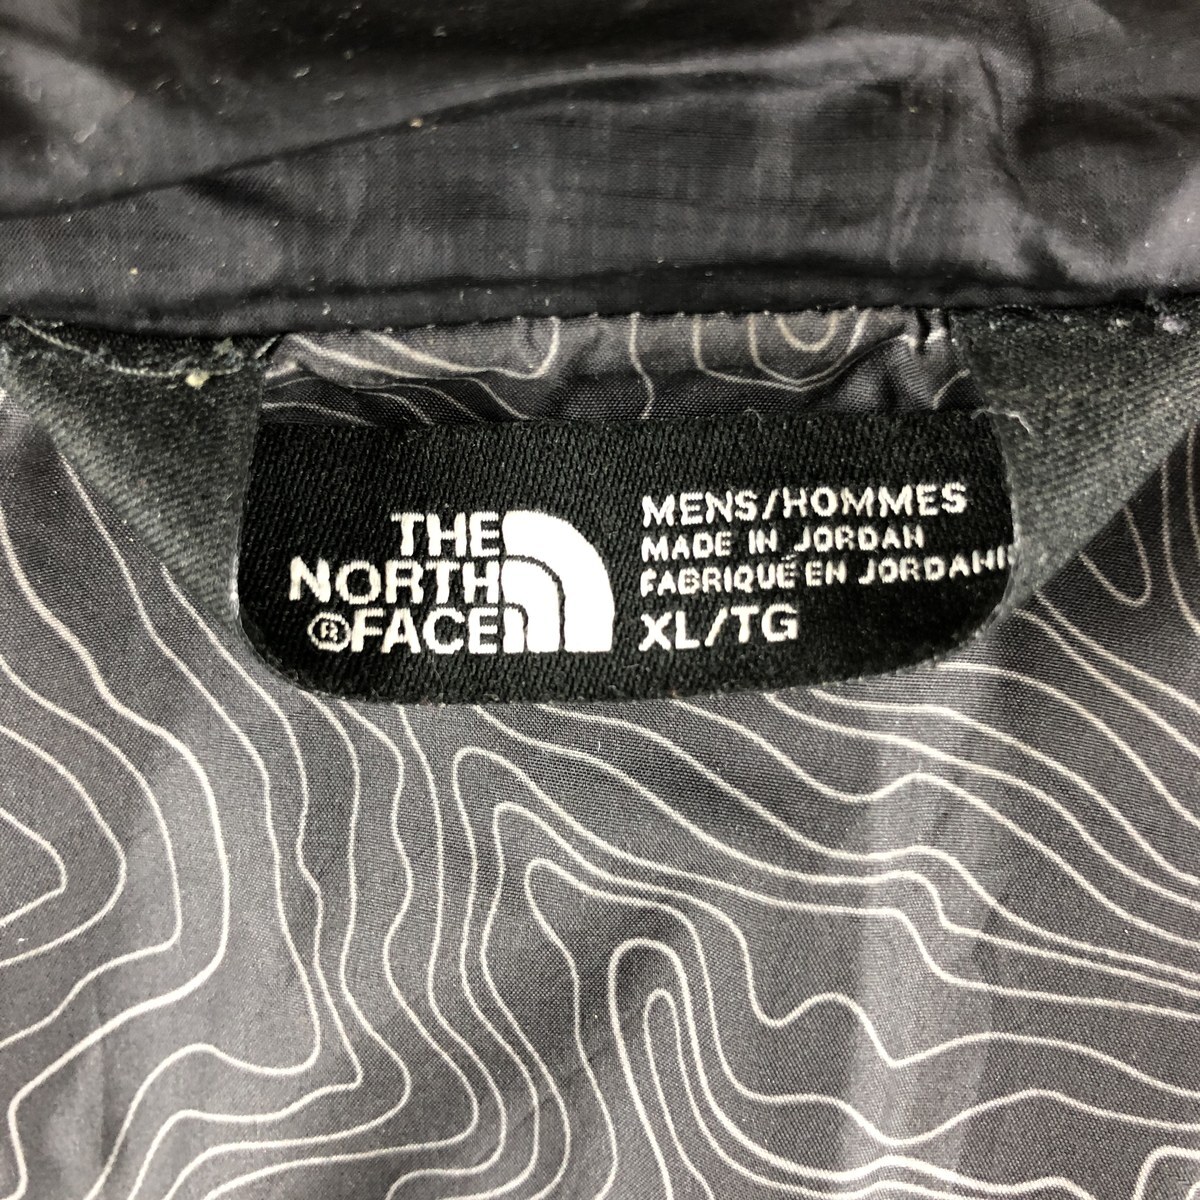 THE
NORTH
®FACE
MENS/HOMMES
MADE IN JORDAN
FABRIQUÉ EN JORDANIE
XL/TG